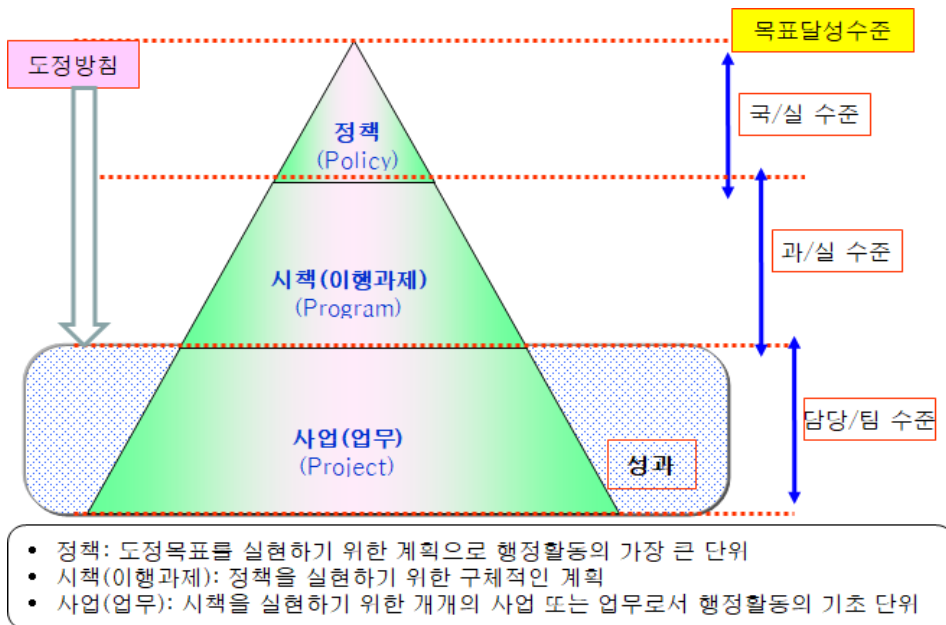 목표달성수준
도정방침
국/실 수준
정책
(Policy)
과/실 수준
시책(이행과제)
(Program)
담당/팀 수준
사업(업무)
(Project)
성과
• 정책: 도정목표를 실현하기 위한 계획으로 행정활동의 가장 큰 단위
• 시책(이행과제): 정책을 실현하기 위한 구체적인 계획
• 사업(업무): 시책을 실현하기 위한 개개의 사업 또는 업무로서 행정활동의 기초 단위